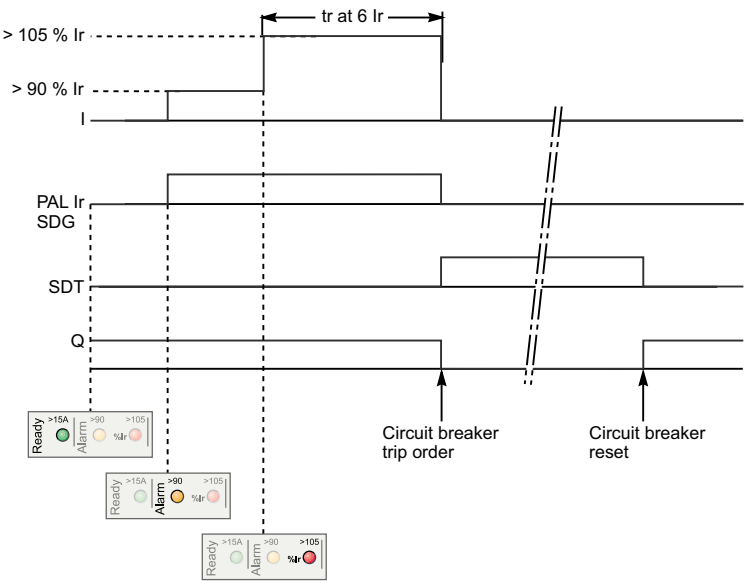 tr at 6 Ir
> 105 % Ir
> 90 % Ir
I
PAL Ir
SDG
SDT
Q
Circuit breaker
trip order
Circuit breaker
reset
Ready >15A Alarm >90 %Ir >105
Ready >15A Alarm >90 %Ir >105
Ready >15A Alarm >90 %Ir >105